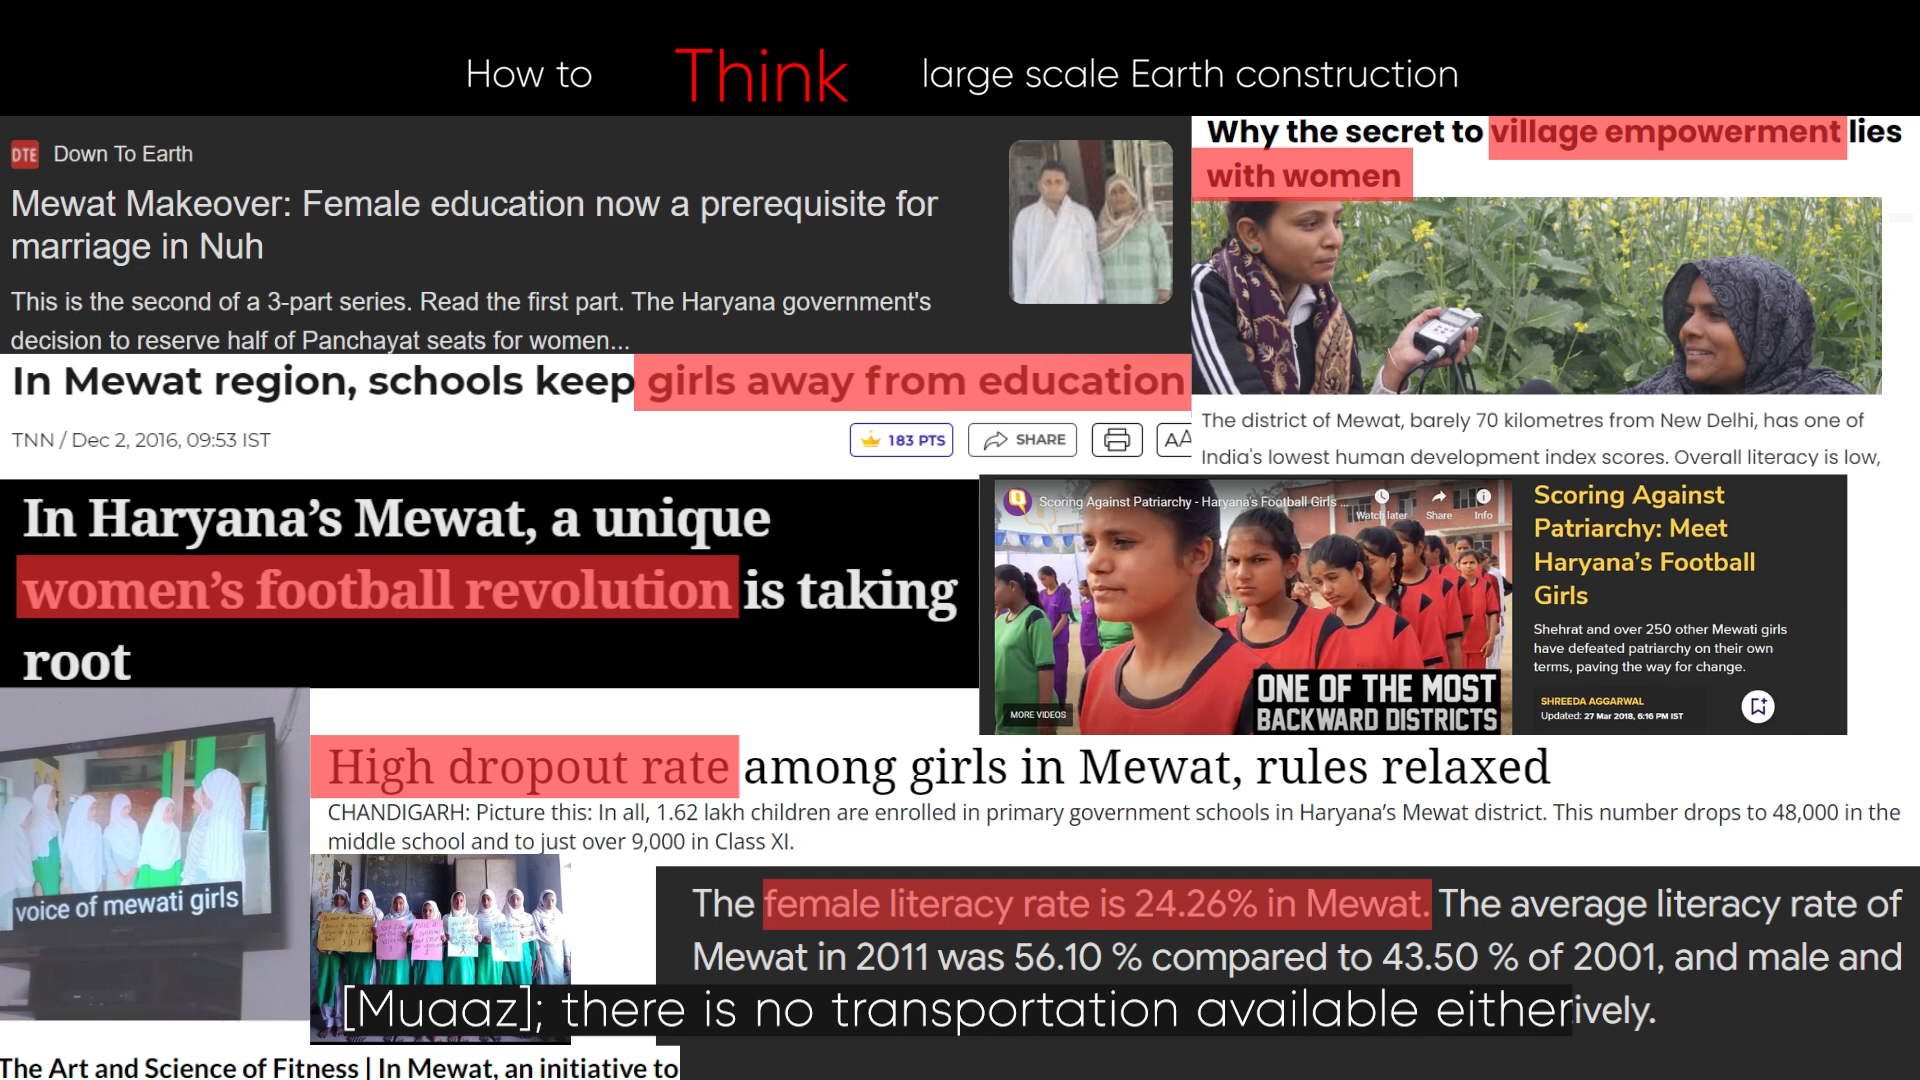 How to Think large scale Earth construction
DTE Down To Earth
Mewat Makeover: Female education now a prerequisite for
marriage in Nuh
This is the second of a 3-part series. Read the first part. The Haryana government's
decision to reserve half of Panchayat seats for women...
Why the secret to village empowerment lies
with women
The district of Mewat, barely 70 kilometres from New Delhi, has one of
India's lowest human development index scores. Overall literacy is low,
In Mewat region, schools keep girls away from education
TNN / Dec 2, 2016, 09:53 IST
183 PTS
SHARE
AA
In Haryana's Mewat, a unique
women's football revolution is taking
root
Scoring Against Patriarchy - Haryana's Football Girls ...
Watch later
Share
Info
MORE VIDEOS
ONE OF THE MOST
BACKWARD DISTRICTS
Scoring Against
Patriarchy: Meet
Haryana's Football
Girls
Shehrat and over 250 other Mewati girls
have defeated patriarchy on their own
terms, paving the way for change.
SHREEDA AGGARWAL
Updated: 27 Mar 2018, 6:16 PM IST
voice of mewati girls
High dropout rate among girls in Mewat, rules relaxed
CHANDIGARH: Picture this: In all, 1.62 lakh children are enrolled in primary government schools in Haryana's Mewat district. This number drops to 48,000 in the
middle school and to just over 9,000 in Class XI.
The female literacy rate is 24.26% in Mewat. The average literacy rate of
Mewat in 2011 was 56.10 % compared to 43.50 % of 2001, and male and
ively.
[Muaaz]; there is no transportation available either
The Art and Science of Fitness | In Mewat, an initiative to